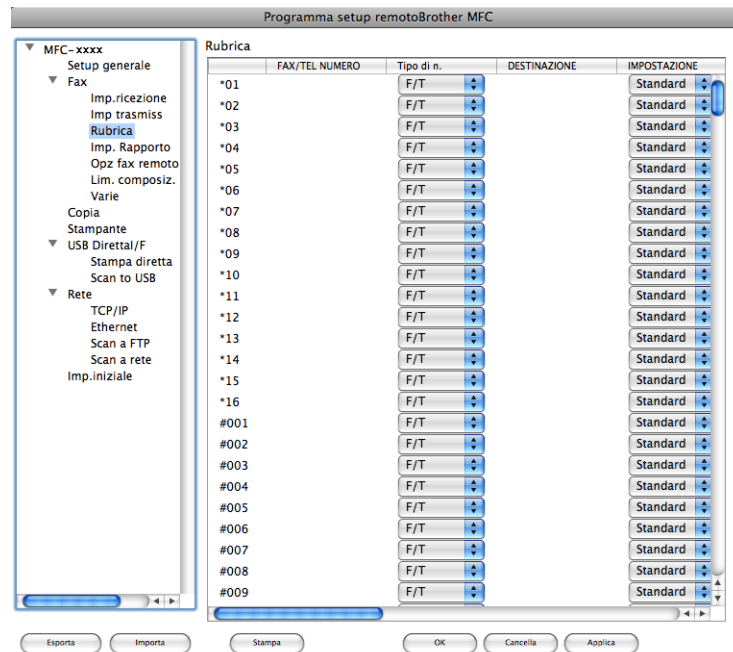 Programma setup remotoBrother MFC
MFC-xxxx
Setup generale
Fax
Imp.ricezione
Imp trasmiss
Rubrica
Imp. Rapporto
Opz fax remoto
Lim. composiz.
Varie
Copia
Stampante
USB Direttal/F
Stampa diretta
Scan to USB
Rete
TCP/IP
Ethernet
Scan a FTP
Scan a rete
Imp.iniziale
Rubrica
FAX/TEL NUMERO Tipo di n. DESTINAZIONE IMPOSTAZIONE
*01 F/T Standard
*02 F/T Standard
*03 F/T Standard
*04 F/T Standard
*05 F/T Standard
*06 F/T Standard
*07 F/T Standard
*08 F/T Standard
*09 F/T Standard
*10 F/T Standard
*11 F/T Standard
*12 F/T Standard
*13 F/T Standard
*14 F/T Standard
*15 F/T Standard
*16 F/T Standard
#001 F/T Standard
#002 F/T Standard
#003 F/T Standard
#004 F/T Standard
#005 F/T Standard
#006 F/T Standard
#007 F/T Standard
#008 F/T Standard
#009 F/T Standard
Esporta Importa Stampa OK Cancella Applica